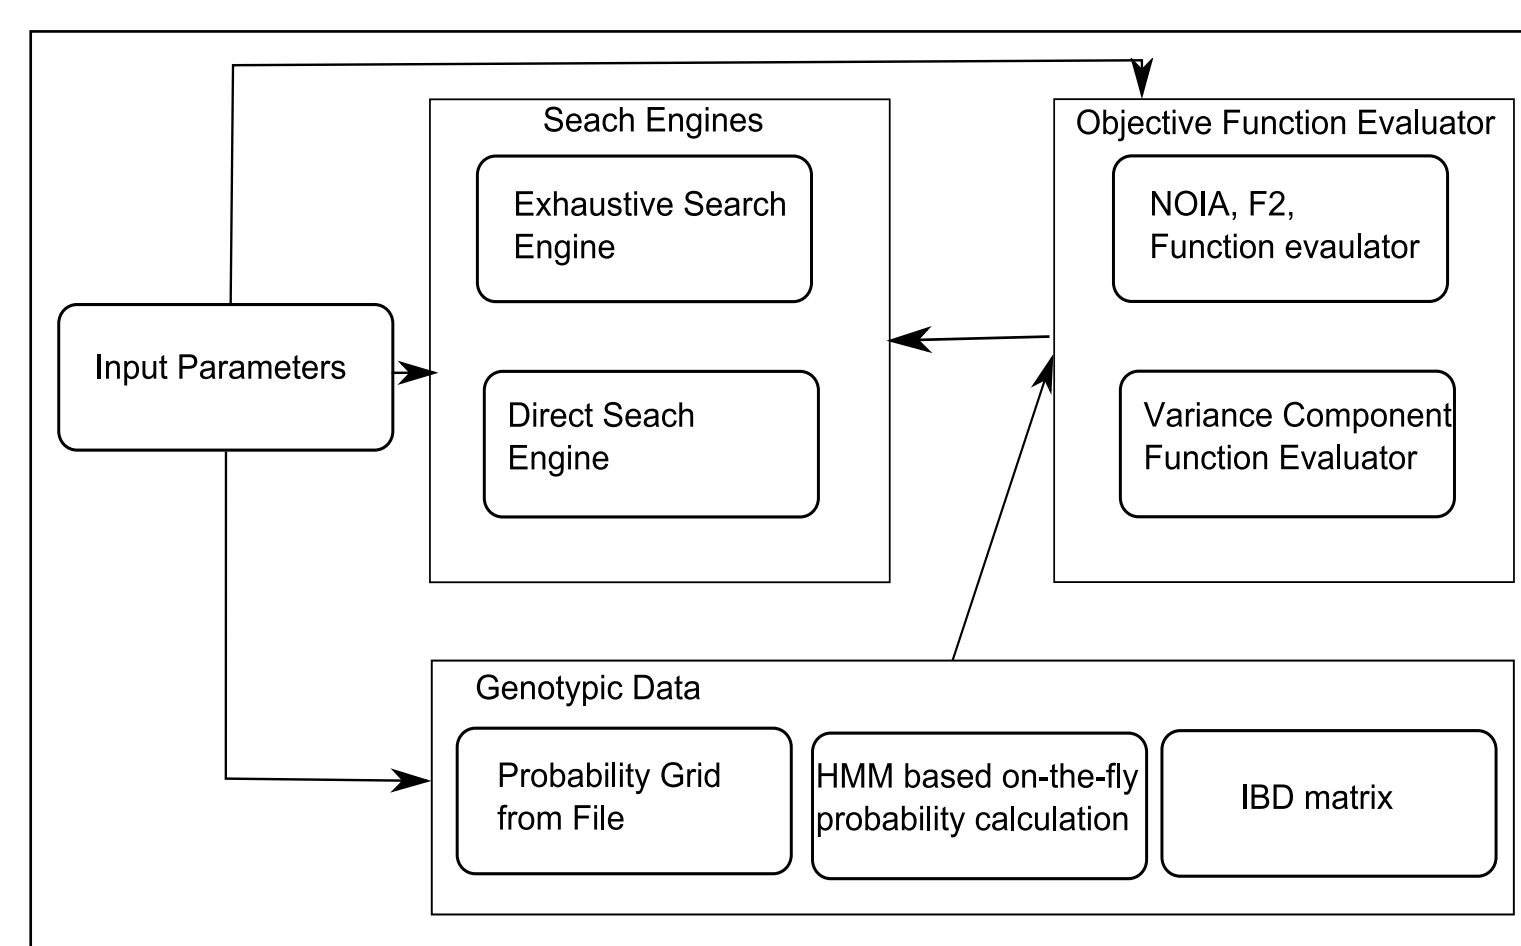 Seach Engines
Exhaustive Search
Engine
Direct Seach
Engine
Objective Function Evaluator
NOIA, F2,
Function evaulator
Variance Component
Function Evaluator
Input Parameters
Genotypic Data
Probability Grid
from File
HMM based on-the-fly
probability calculation
IBD matrix